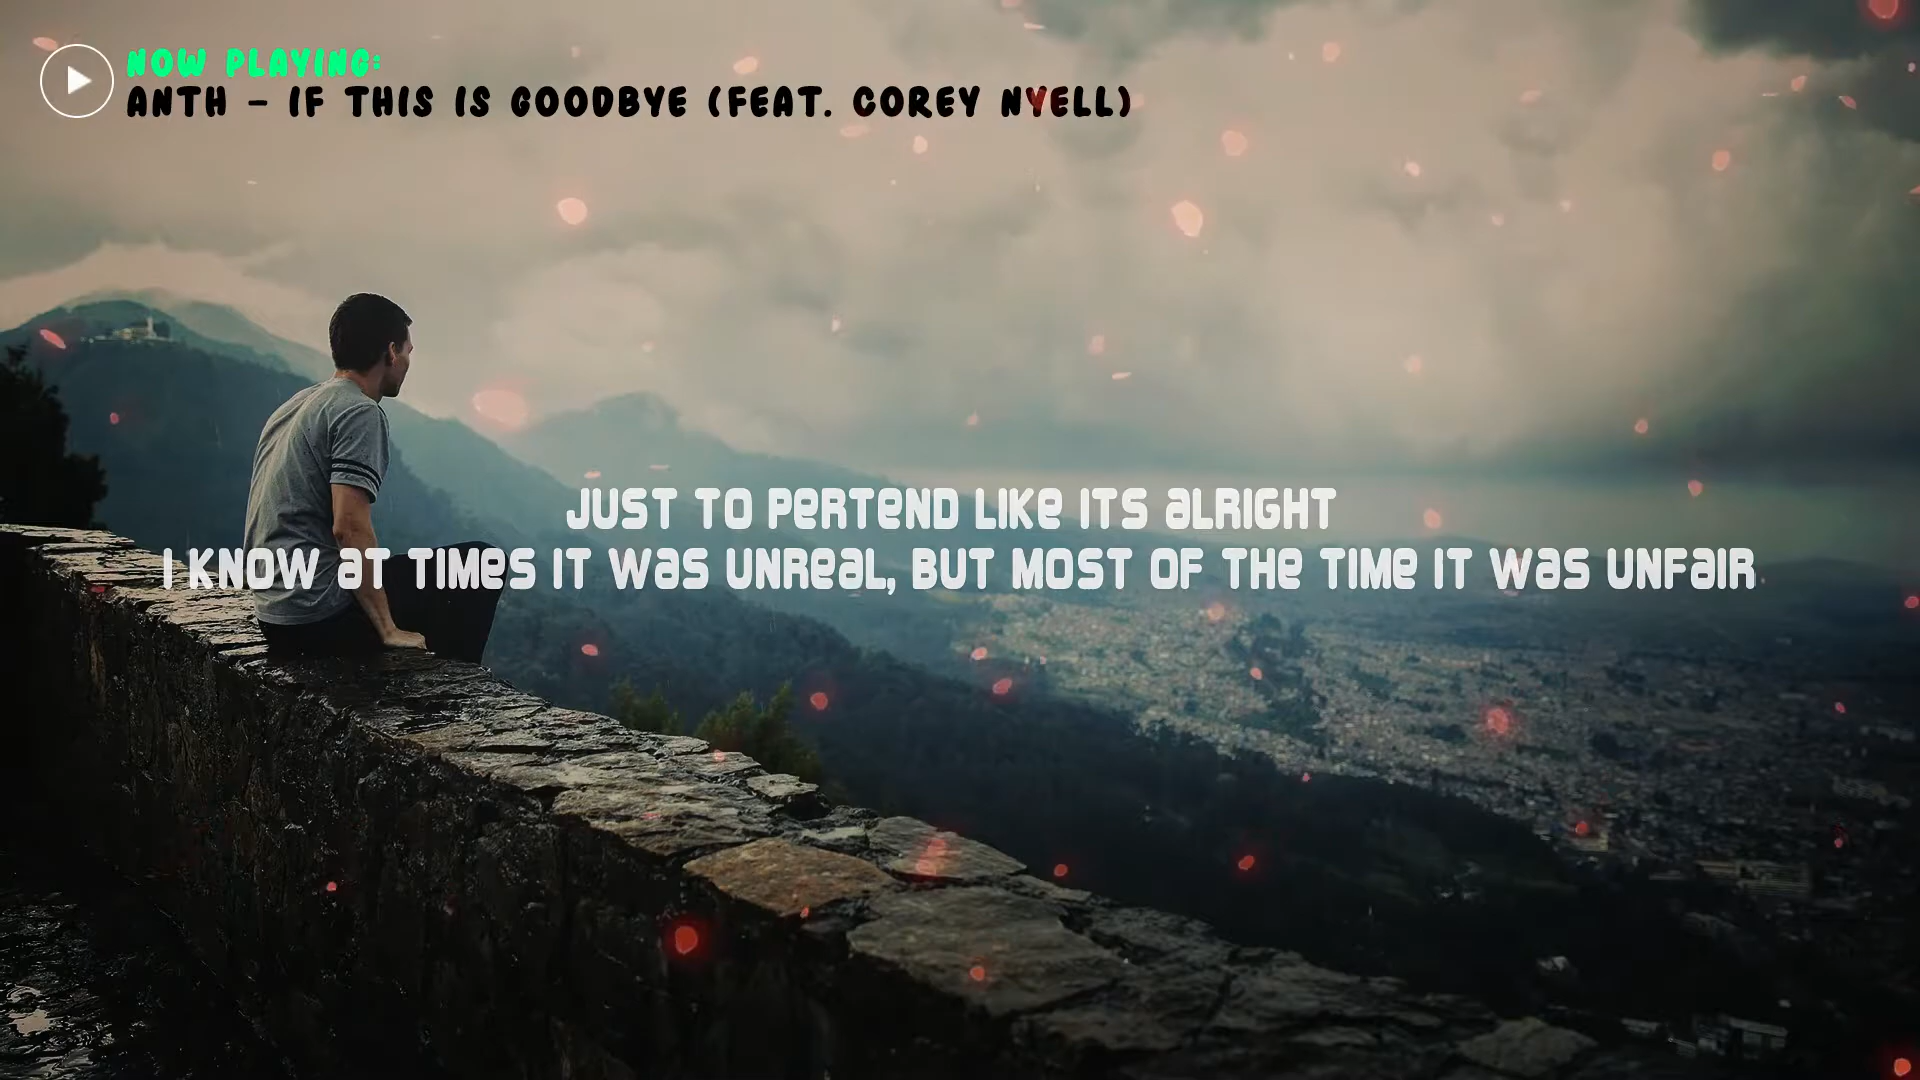 NOW PLAYING:
ANTH - IF THIS IS GOODBYE (FEAT. COREY NYELL)
JUST TO PERTEND LIKE ITS ALRIGHT
I KNOW AT TIMES IT WAS UNREAL, BUT MOST OF THE TIME IT WAS UNFAIR